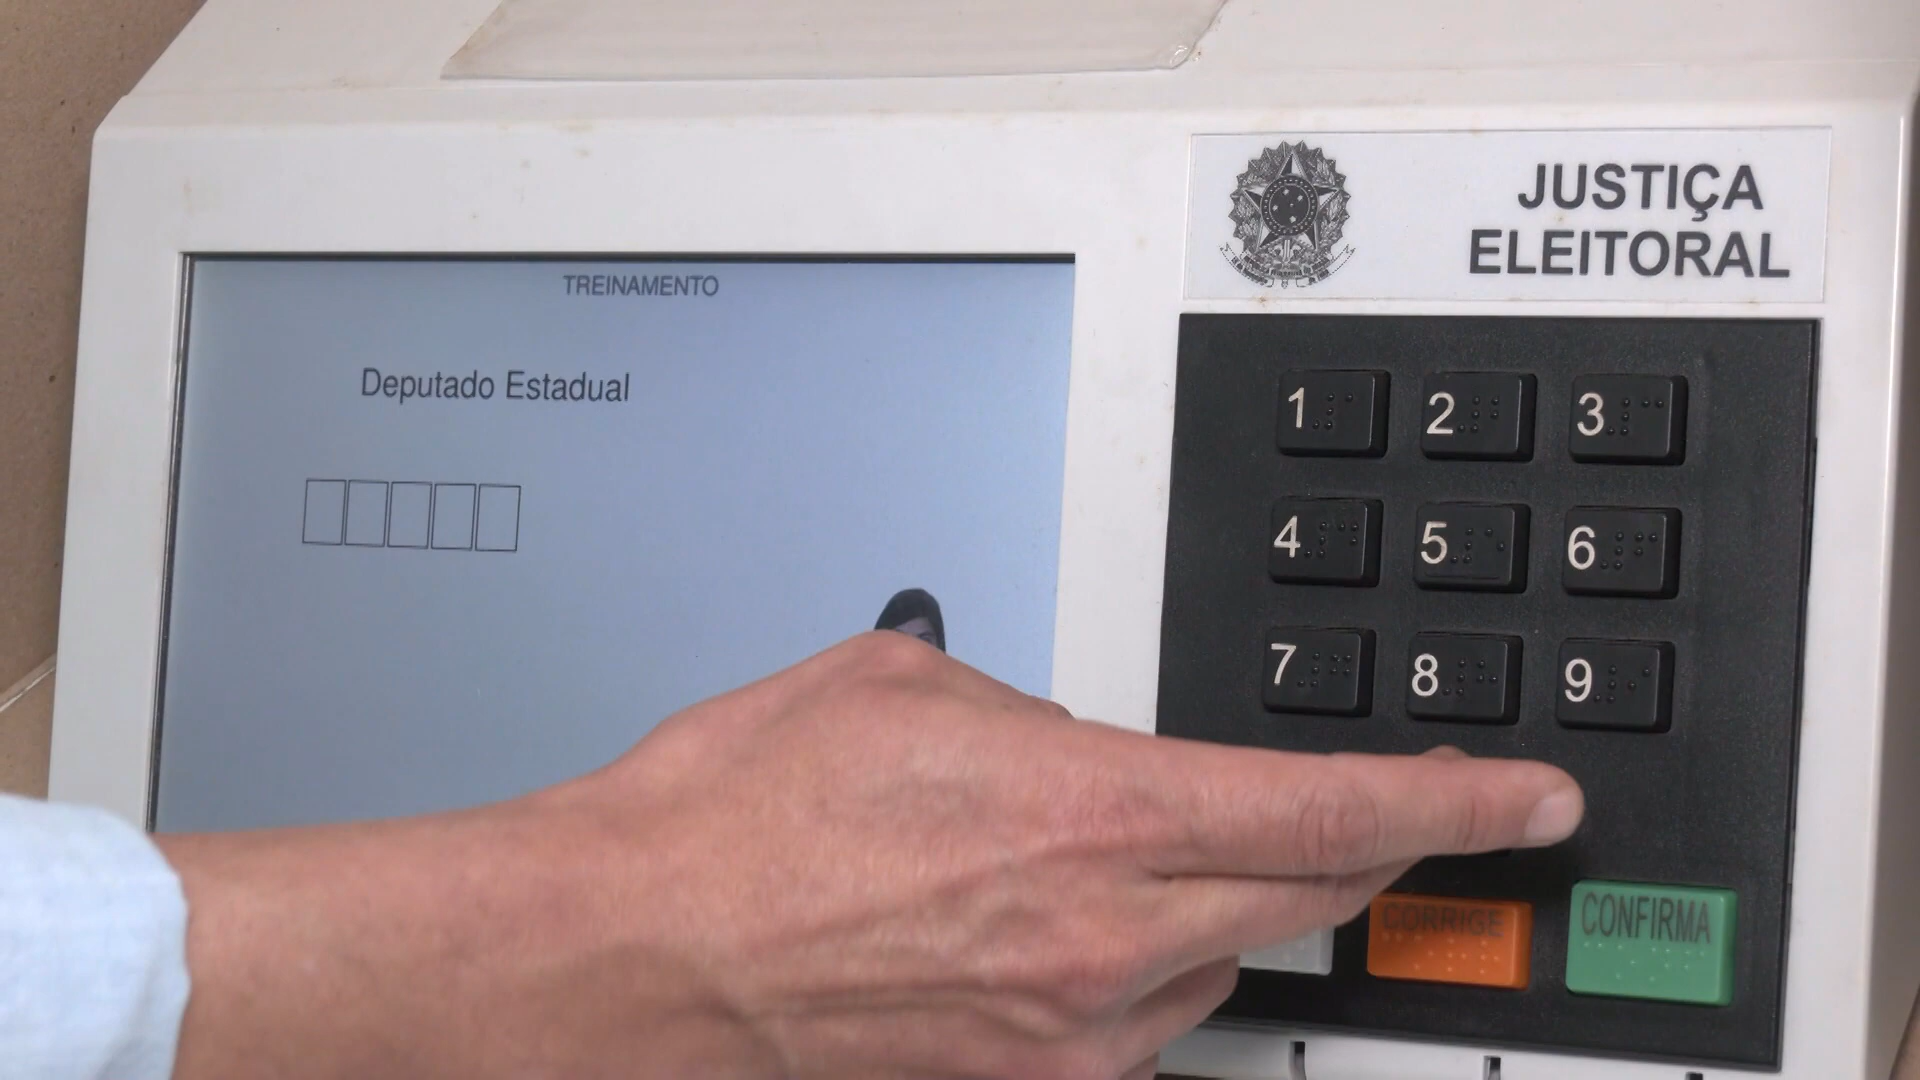 TREINAMENTO
Deputado Estadual
JUSTIÇA
ELEITORAL
1 2 3
4 5 6
7 8 9
CORRIGE CONFIRMA